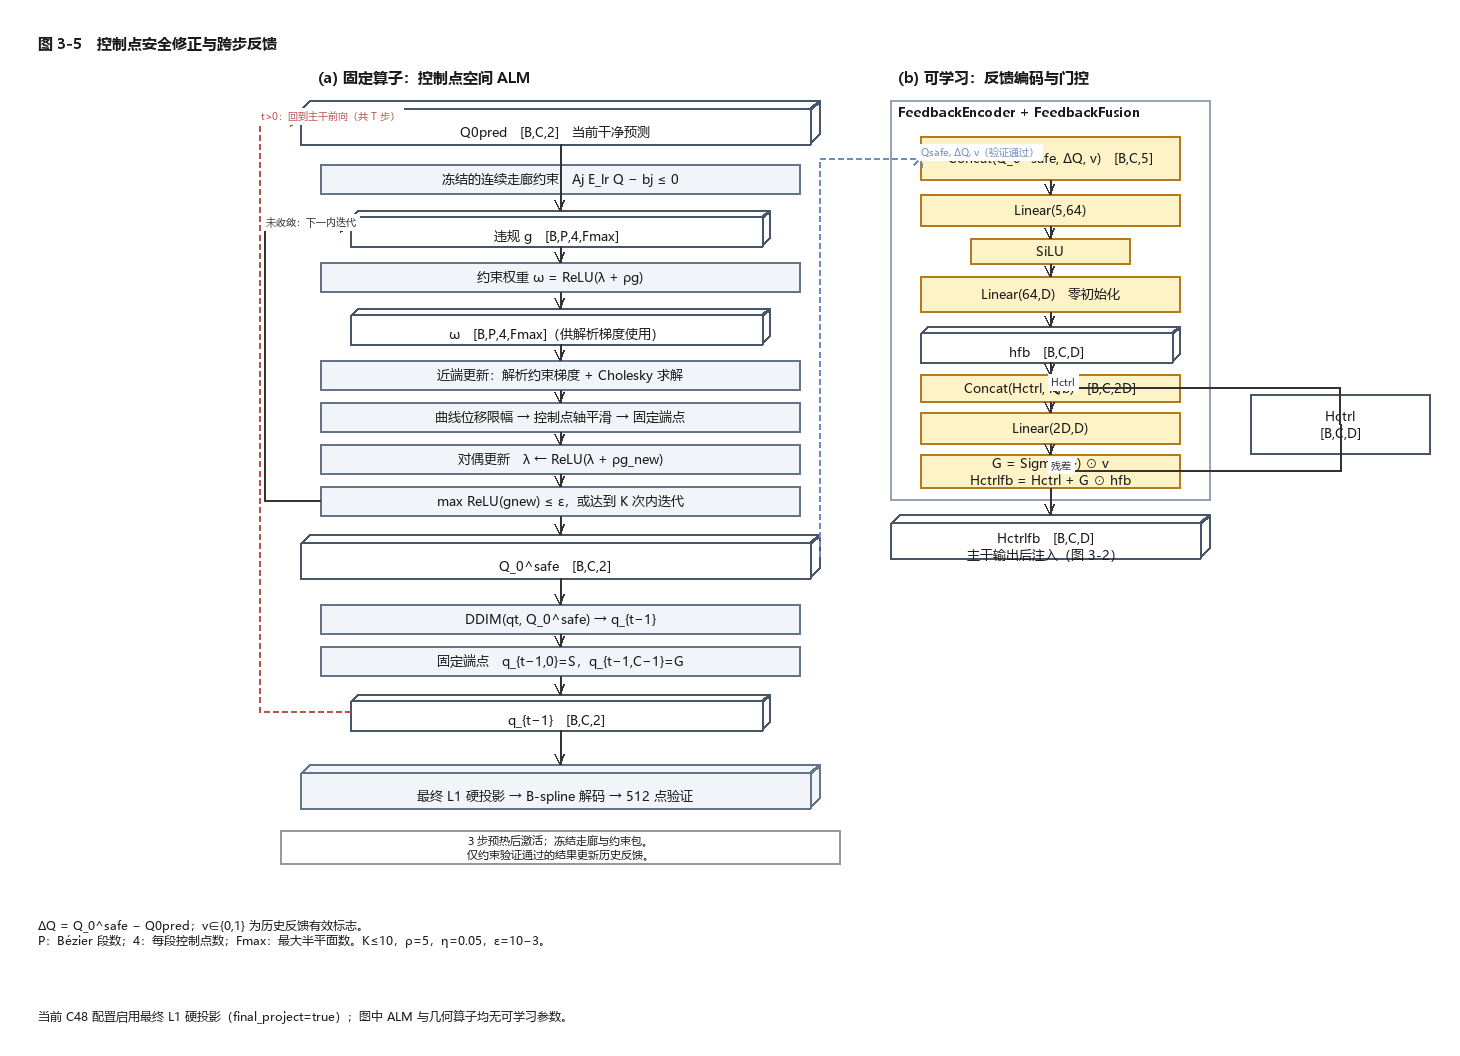 图 3-5　控制点安全修正与跨步反馈
(a) 固定算子：控制点空间 ALM
t>0：回到主干前向（共 T 步）
Q0pred　[B,C,2]　当前干净预测
冻结的连续走廊约束　Aj E_lr Q − bj ≤ 0
未收敛：下一内迭代
违规 g　[B,P,4,Fmax]
约束权重 ω = ReLU(λ + ρg)
ω　[B,P,4,Fmax]（供解析梯度使用）
近端更新：解析约束梯度 + Cholesky 求解
曲线位移限幅 → 控制点轴平滑 → 固定端点
对偶更新　λ ← ReLU(λ + ρg_new)
max ReLU(gnew) ≤ ε，或达到 K 次内迭代
Q_0^safe　[B,C,2]
DDIM(qt, Q_0^safe) → q_{t−1}
固定端点　q_{t−1,0}=S，q_{t−1,C−1}=G
q_{t−1}　[B,C,2]
最终 L1 硬投影 → B-spline 解码 → 512 点验证
3 步预热后激活；冻结走廊与约束包。
仅约束验证通过的结果更新历史反馈。
(b) 可学习：反馈编码与门控
FeedbackEncoder + FeedbackFusion
Qsafe, ΔQ, v（验证通过）
safe, ΔQ, v)　[B,C,5]
Linear(5,64)
SiLU
Linear(64,D)　零初始化
hfb　[B,C,D]
Hctrl
Concat(Hctrl,　[B,C,2D]
Linear(2D,D)
残差
G = Sigm ·) ⊙ v
Hctrlfb = Hctrl + G ⊙ hfb
Hctrl
[B,C,D]
Hctrlfb　[B,C,D]
主干输出后注入（图 3-2）
ΔQ = Q_0^safe − Q0pred；v∈{0,1} 为历史反馈有效标志。
P：Bézier 段数；4：每段控制点数；Fmax：最大半平面数。K≤10，ρ=5，η=0.05，ε=10−3。
当前 C48 配置启用最终 L1 硬投影（final_project=true）；图中 ALM 与几何算子均无可学习参数。